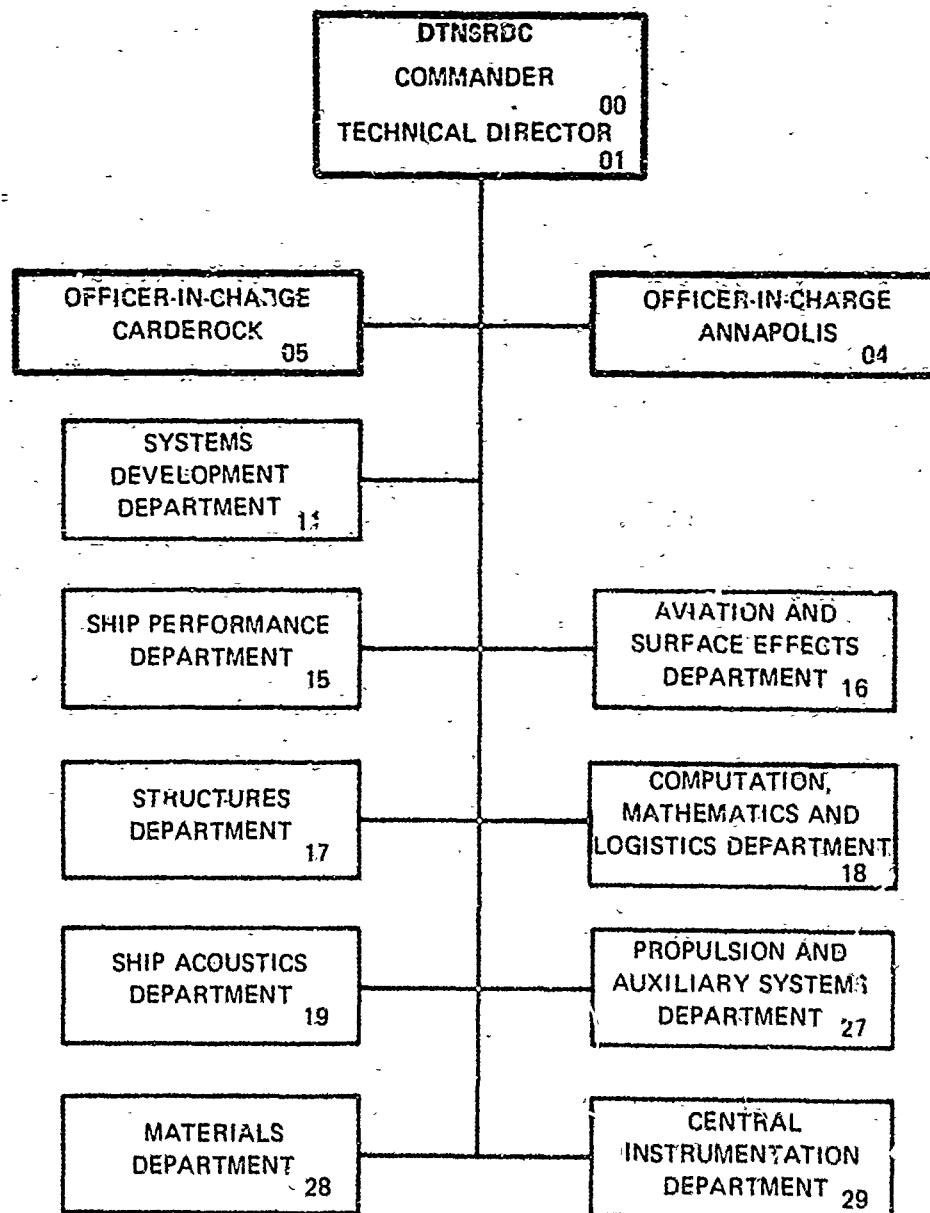 DTNSRDC
COMMANDER
00
TECHNICAL DIRECTOR
01
OFFICER-IN-CHARGE
CARDEROCK
05
OFFICER-IN-CHARGE
ANNAPOLIS
04
SYSTEMS
DEVELOPMENT
DEPARTMENT
11
SHIP PERFORMANCE
DEPARTMENT
15
AVIATION AND
SURFACE EFFECTS
DEPARTMENT
16
STRUCTURES
DEPARTMENT
17
COMPUTATION,
MATHEMATICS AND
LOGISTICS DEPARTMENT
18
SHIP ACOUSTICS
DEPARTMENT
19
PROPULSION AND
AUXILIARY SYSTEMS
DEPARTMENT
27
MATERIALS
DEPARTMENT
28
CENTRAL
INSTRUMENTATION
DEPARTMENT
29